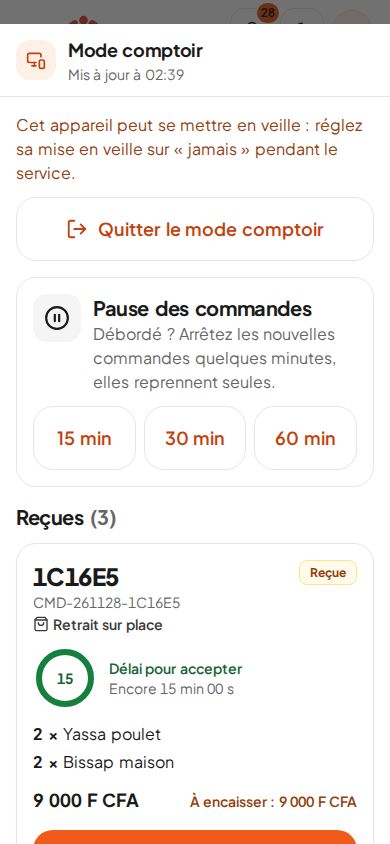 28
Mode comptoir
Mis à jour à 02:39
Cet appareil peut se mettre en veille : réglez
sa mise en veille sur « jamais » pendant le
service.
Quitter le mode comptoir
Pause des commandes
Débordé ? Arrêtez les nouvelles
commandes quelques minutes,
elles reprennent seules.
15 min
30 min
60 min
Reçues (3)
1C16E5
Reçue
CMD-261128-1C16E5
Retrait sur place
15
Délai pour accepter
Encore 15 min 00 s
2 × Yassa poulet
2 × Bissap maison
9 000 F CFA
À encaisser : 9 000 F CFA